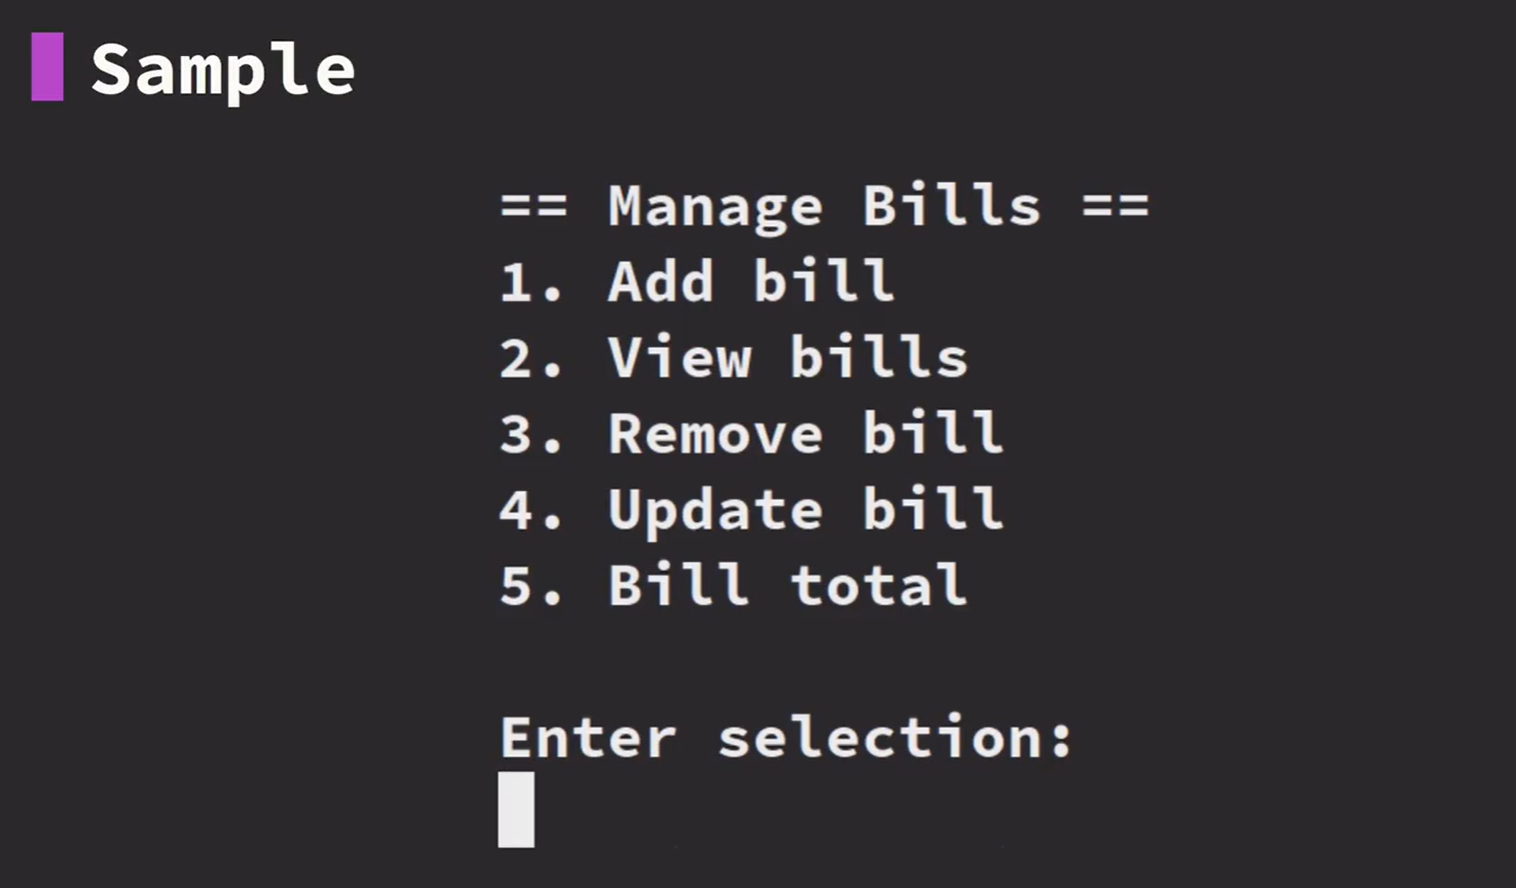 Sample
== Manage Bills ==
1. Add bill
2. View bills
3. Remove bill
4. Update bill
5. Bill total
Enter selection: